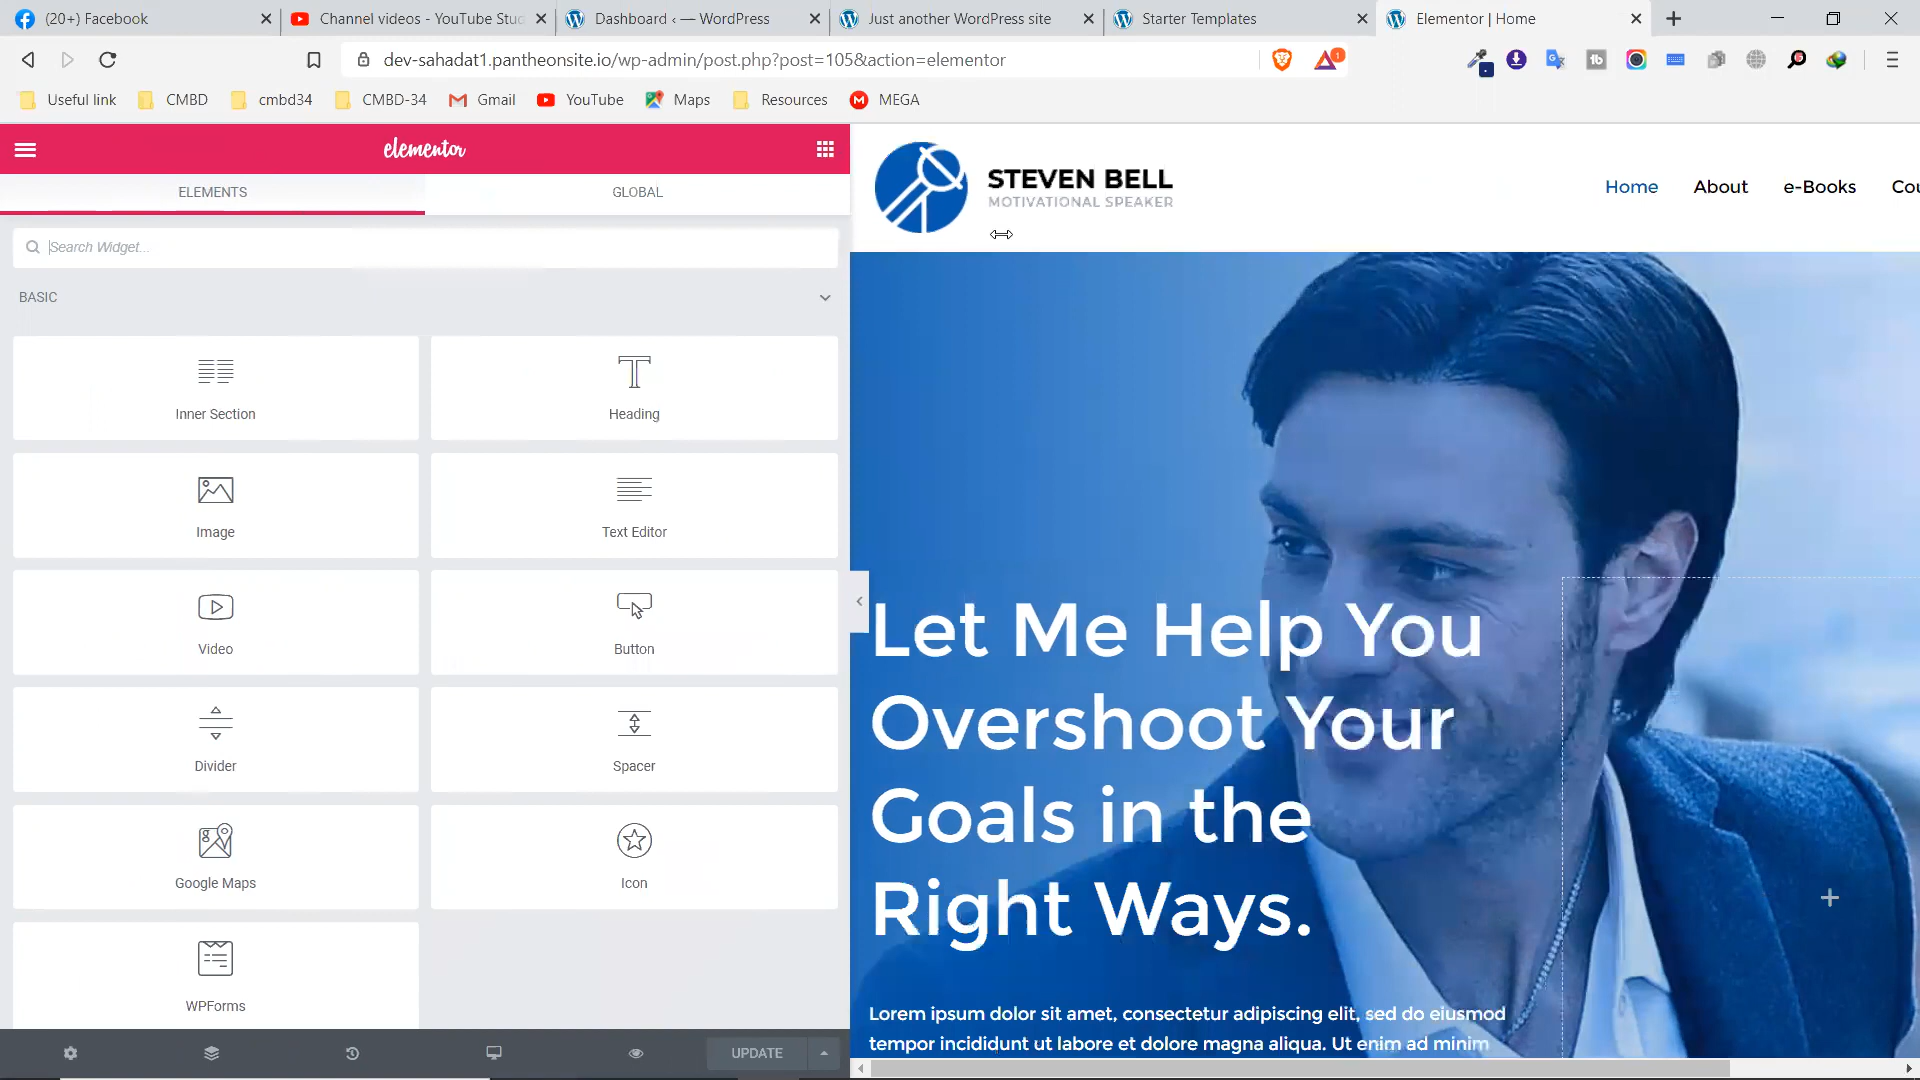 (20+) Facebook
Channel videos - YouTube Stud
Dashboard ‹ — WordPress
Just another WordPress site
Starter Templates
Elementor | Home
dev-sahadat1.pantheonsite.io/wp-admin/post.php?post=105&action=elementor
1
Useful link
CMBD
cmbd34
CMBD-34
Gmail
YouTube
Maps
Resources
MEGA
elementor
ELEMENTS
GLOBAL
Search Widget...
BASIC
Inner Section
Heading
Image
Text Editor
Video
Button
Divider
Spacer
Google Maps
Icon
WPForms
UPDATE
STEVEN BELL
MOTIVATIONAL SPEAKER
Home
About
e-Books
Cou
Let Me Help You
Overshoot Your
Goals in the
Right Ways.
Lorem ipsum dolor sit amet, consectetur adipiscing elit, sed do eiusmod
tempor incididunt ut labore et dolore magna aliqua. Ut enim ad minim